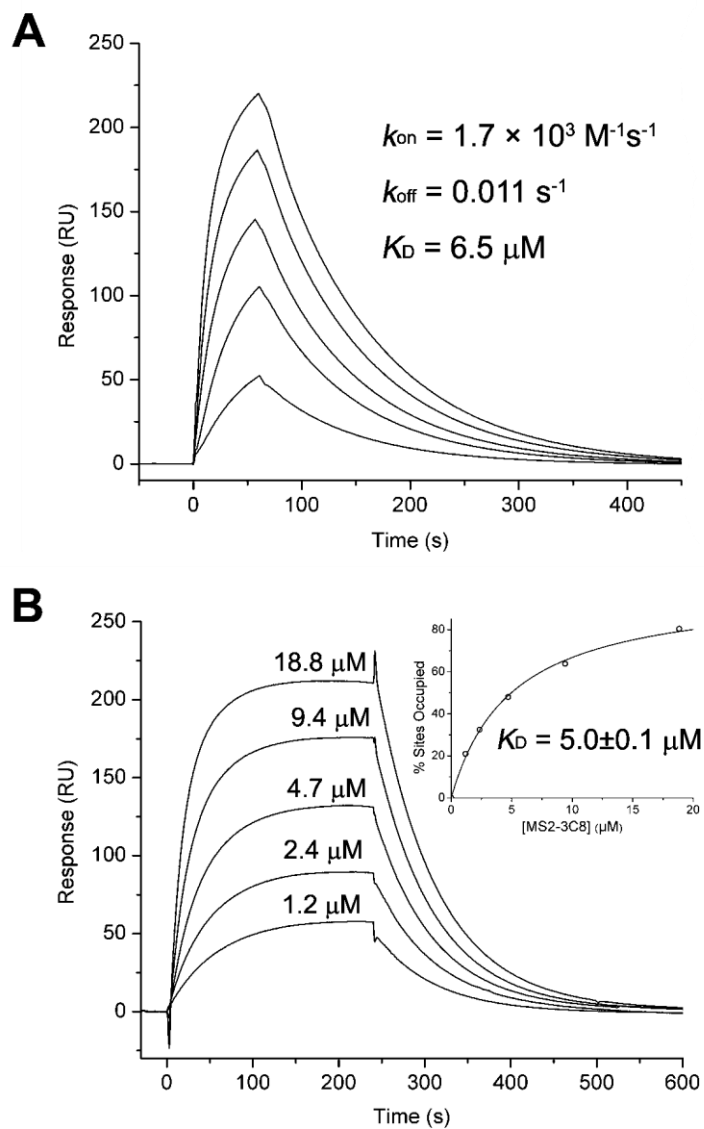 A
250
200
150
100
50
0
Response (RU)
0 100 200 300 400
Time (s)
kon = 1.7 × 10³ M⁻¹s⁻¹
koff = 0.011 s⁻¹
KD = 6.5 μM
B
250
200
150
100
50
0
Response (RU)
0 100 200 300 400 500 600
Time (s)
18.8 μM
9.4 μM
4.7 μM
2.4 μM
1.2 μM
80
60
40
20
0
% Sites Occupied
KD = 5.0±0.1 μM
0 5 10 15 20
[MS2-3C8] (μM)